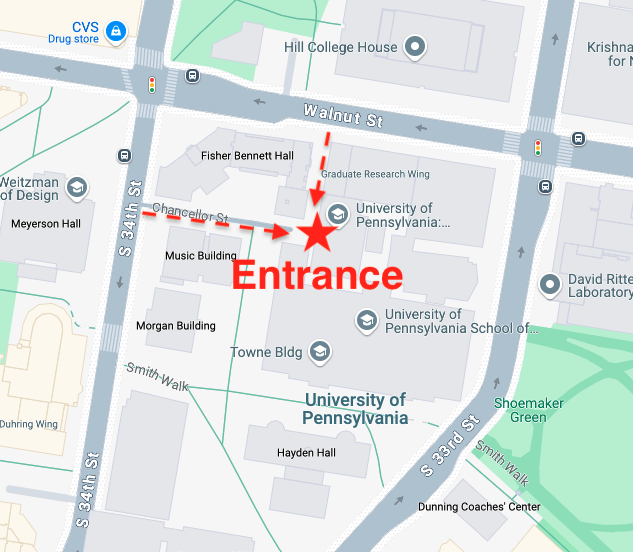 CVS
Drug store
Hill College House
Krishna
for N
Walnut St
Fisher Bennett Hall
Graduate Research Wing
Weitzman
of Design
Meyerson Hall
S 34th St
Chancellor St
University of
Pennsylvania:...
Music Building
Entrance
David Ritte
Laboratory
Morgan Building
University of
Pennsylvania School of...
Towne Bldg
Smith Walk
University of
Pennsylvania
Shoemaker
Green
Duhring Wing
S 33rd St
Hayden Hall
S 34th St
Smith Walk
Dunning Coaches' Center